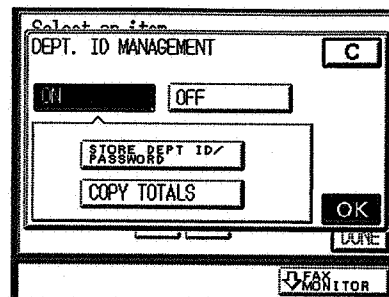 Select an item
DEPT. ID MANAGEMENT
C
ON
OFF
STORE DEPT ID/
PASSWORD
COPY TOTALS
OK
DONE
FAX
MONITOR